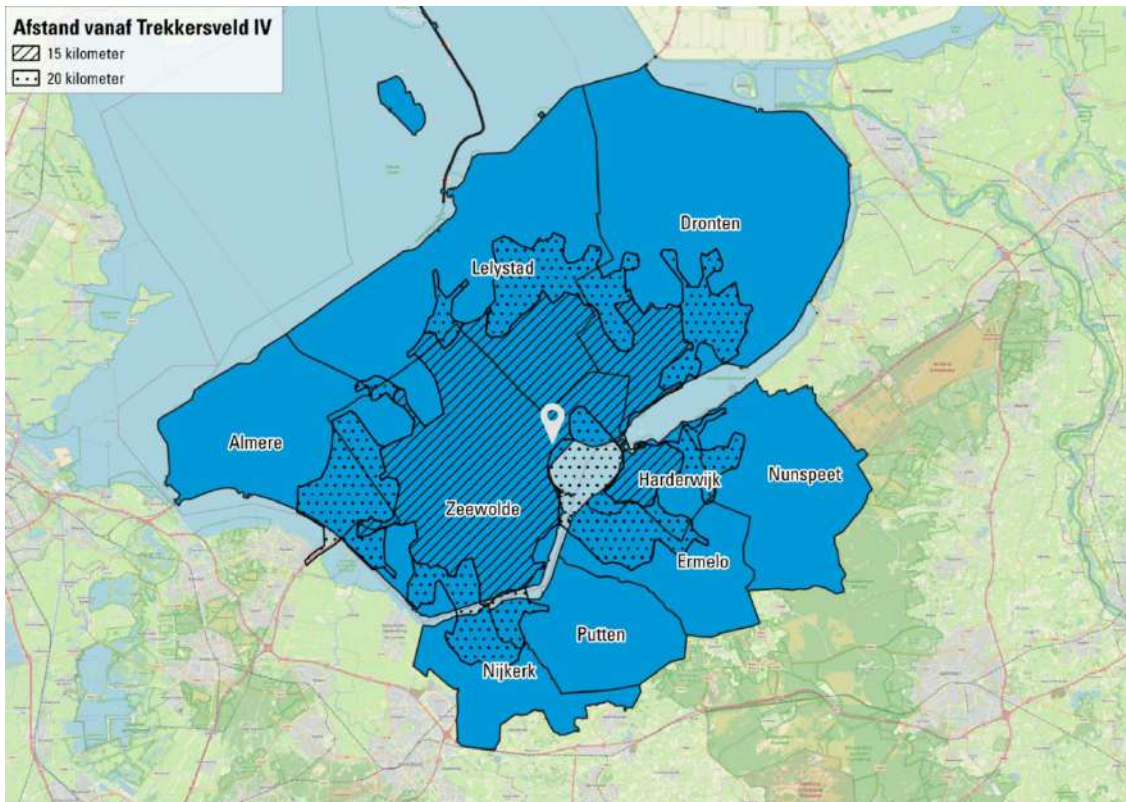 Afstand vanaf Trekkersveld IV
15 kilometer
20 kilometer
Dronten
Lelystad
Almere
Zeewolde
Harderwijk
Nunspeet
Ermelo
Putten
Nijkerk